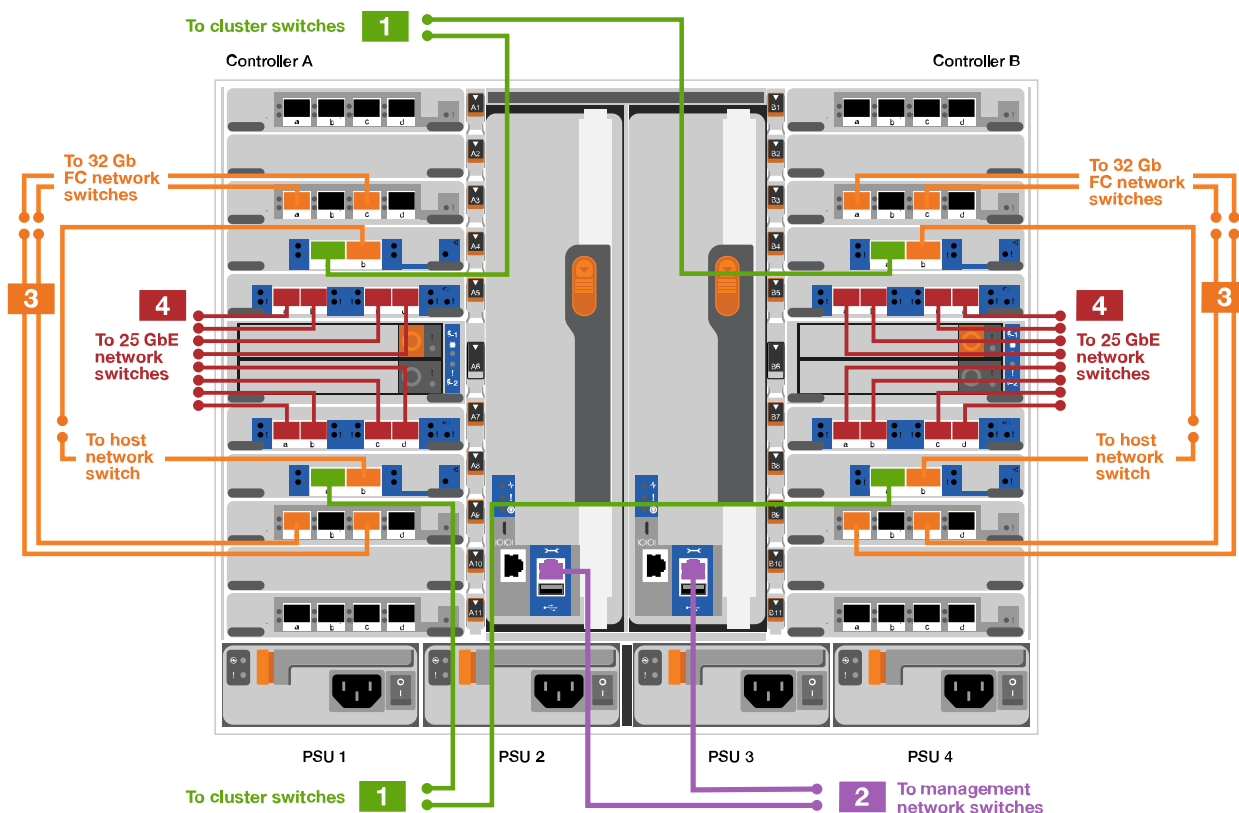 To cluster switches 1
Controller A
Controller B
A1
B1
a b c d
a b c d
A2
B2
To 32 Gb
FC network
switches
To 32 Gb
FC network
switches
A3
B3
a b c d
a b c d
A4
B4
b
a b
3
3
4
4
A5
B5
To 25 GbE
network
switches
To 25 GbE
network
switches
A6
B6
A7
B7
a b c d
a b c d
To host
network
switch
To host
network
switch
A8
B8
b
b
A9
B9
IOIOI
IOIOI
A10
B10
A11
B11
a b c d
a b c d
PSU 1
PSU 2
PSU 3
PSU 4
To cluster switches 1
2 To management
network switches